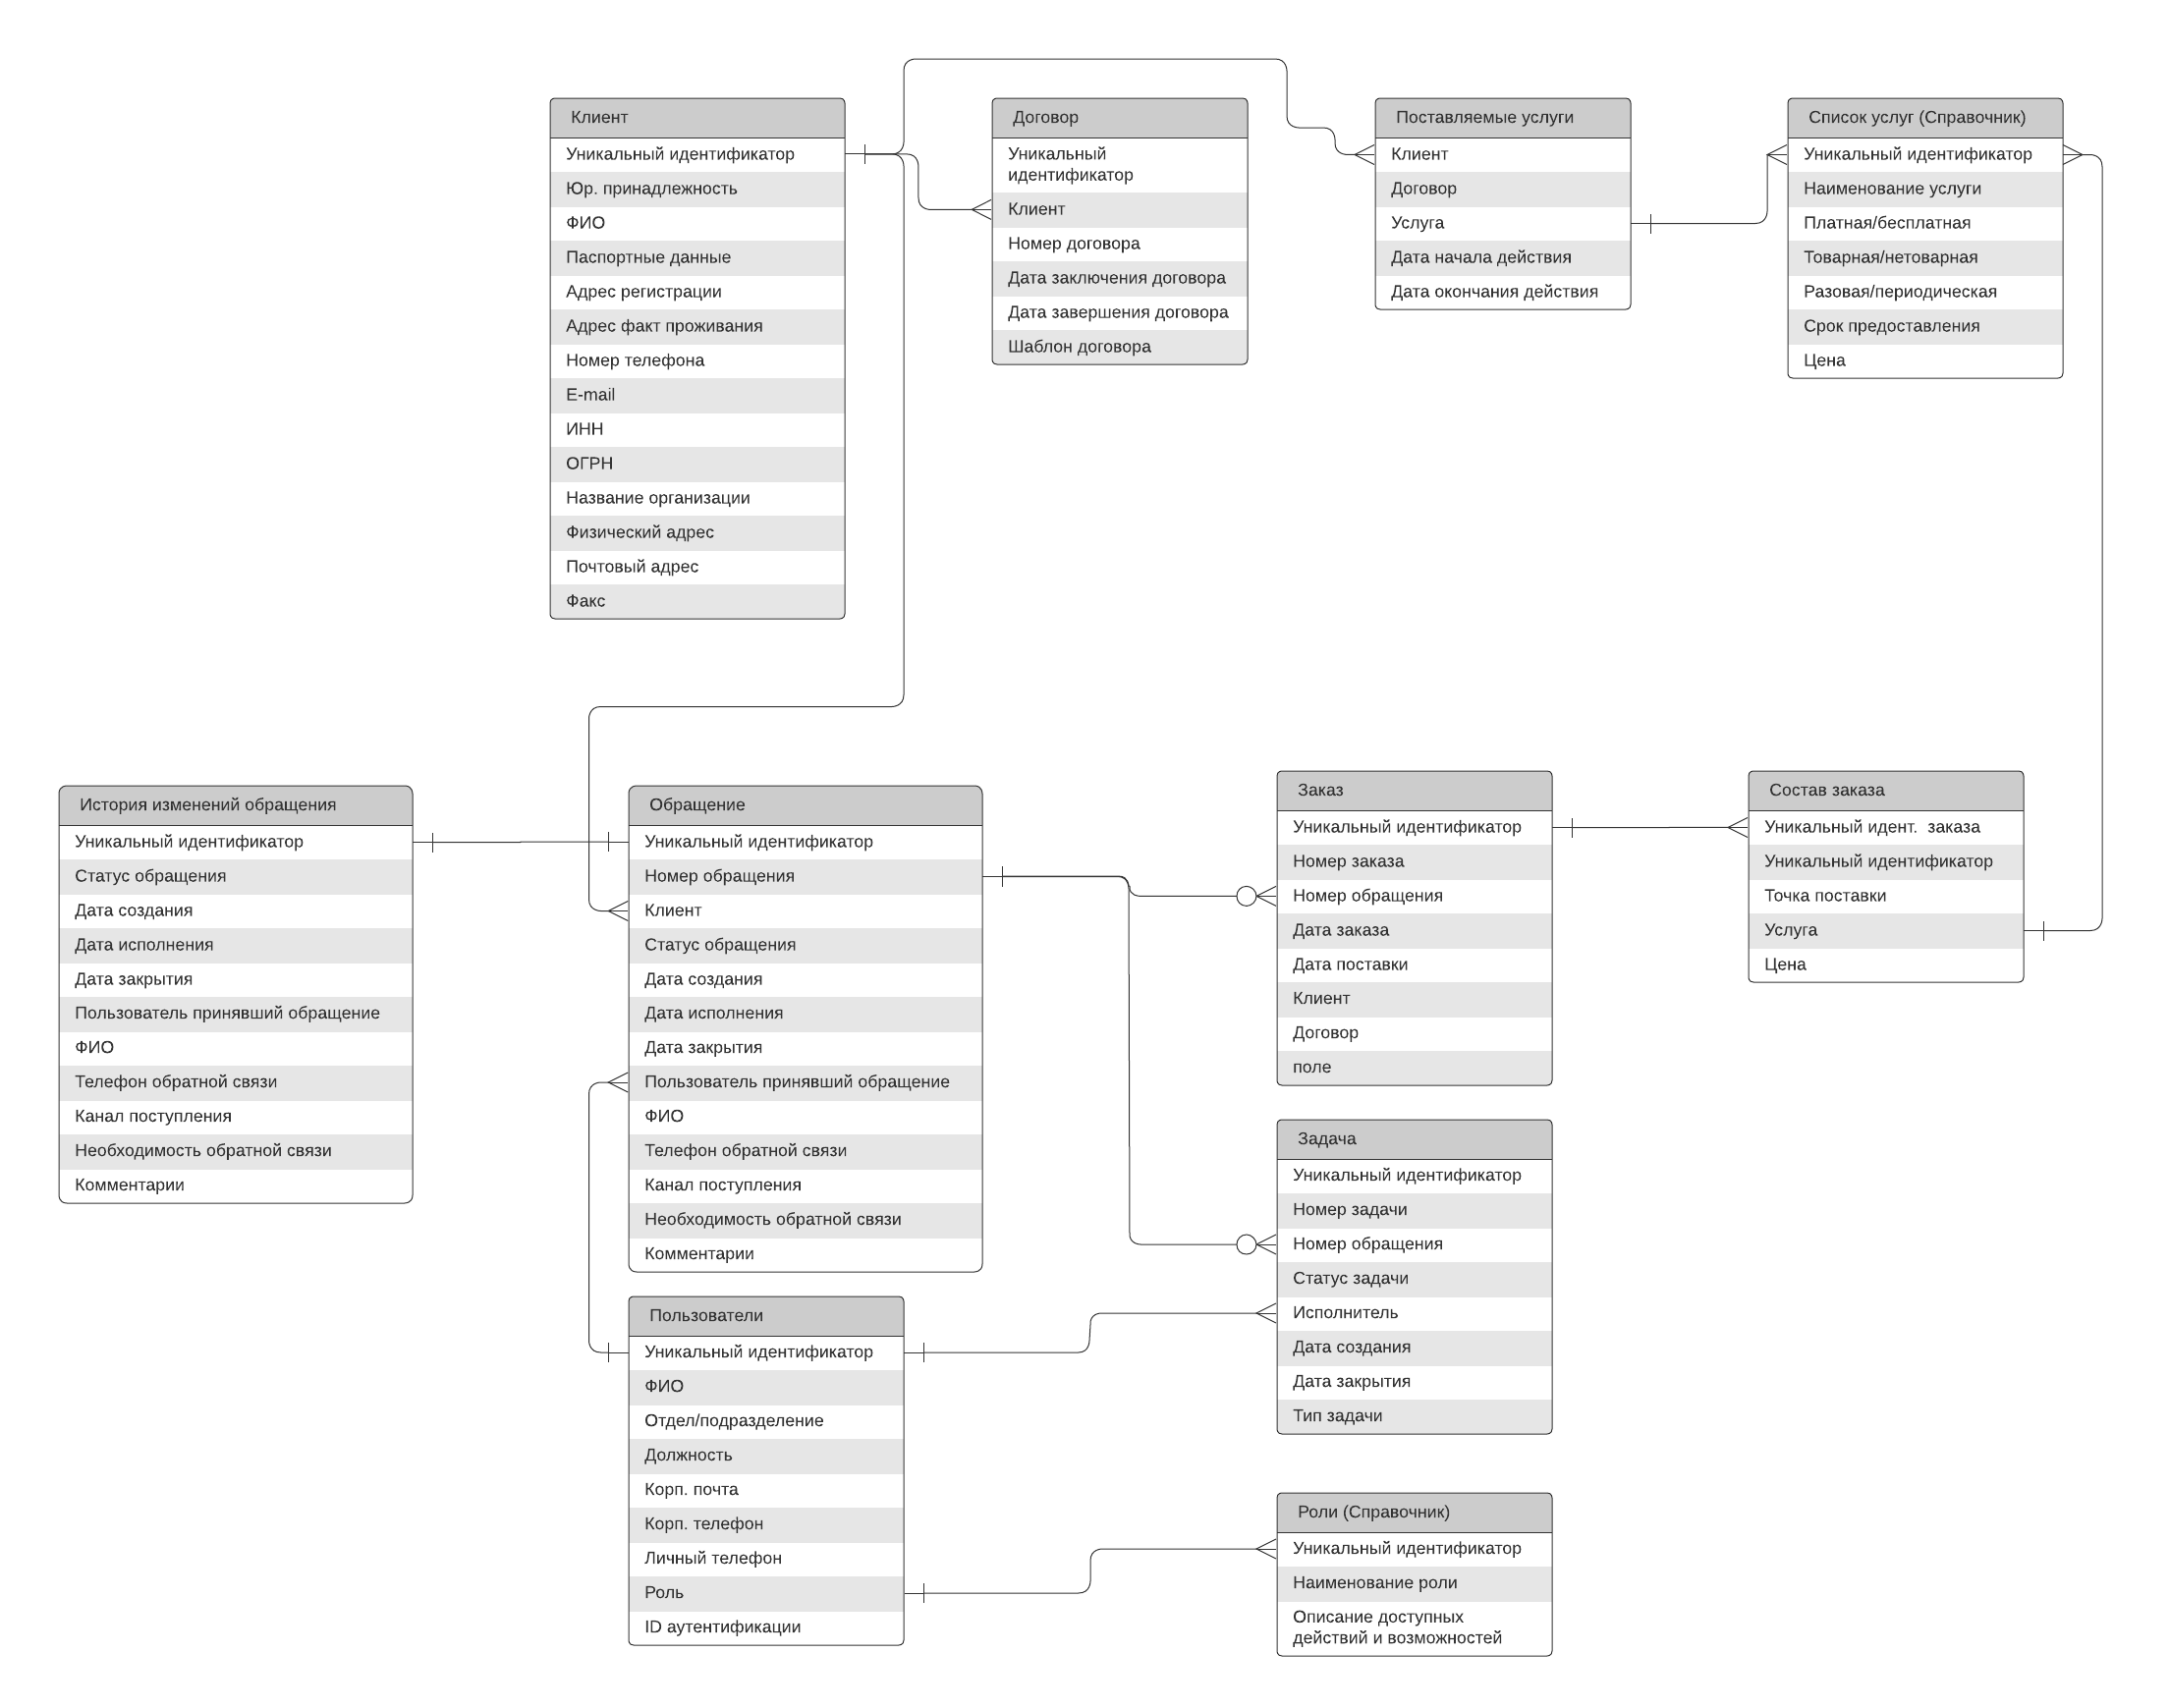 Клиент
Уникальный идентификатор
Юр. принадлежность
ФИО
Паспортные данные
Адрес регистрации
Адрес факт проживания
Номер телефона
E-mail
ИНН
ОГРН
Название организации
Физический адрес
Почтовый адрес
Факс
Договор
Уникальный
идентификатор
Клиент
Номер договора
Дата заключения договора
Дата завершения договора
Шаблон договора
Поставляемые услуги
Клиент
Договор
Услуга
Дата начала действия
Дата окончания действия
Список услуг (Справочник)
Уникальный идентификатор
Наименование услуги
Платная/бесплатная
Товарная/нетоварная
Разовая/периодическая
Срок предоставления
Цена
История изменений обращения
Уникальный идентификатор
Статус обращения
Дата создания
Дата исполнения
Дата закрытия
Пользователь принявший обращение
ФИО
Телефон обратной связи
Канал поступления
Необходимость обратной связи
Комментарии
Обращение
Уникальный идентификатор
Номер обращения
Клиент
Статус обращения
Дата создания
Дата исполнения
Дата закрытия
Пользователь принявший обращение
ФИО
Телефон обратной связи
Канал поступления
Необходимость обратной связи
Комментарии
Заказ
Уникальный идентификатор
Номер заказа
Номер обращения
Дата заказа
Дата поставки
Клиент
Договор
поле
Состав заказа
Уникальный идент.  заказа
Уникальный идентификатор
Точка поставки
Услуга
Цена
Задача
Уникальный идентификатор
Номер задачи
Номер обращения
Статус задачи
Исполнитель
Дата создания
Дата закрытия
Тип задачи
Пользователи
Уникальный идентификатор
ФИО
Отдел/подразделение
Должность
Корп. почта
Корп. телефон
Личный телефон
Роль
ID аутентификации
Роли (Справочник)
Уникальный идентификатор
Наименование роли
Описание доступных
действий и возможностей